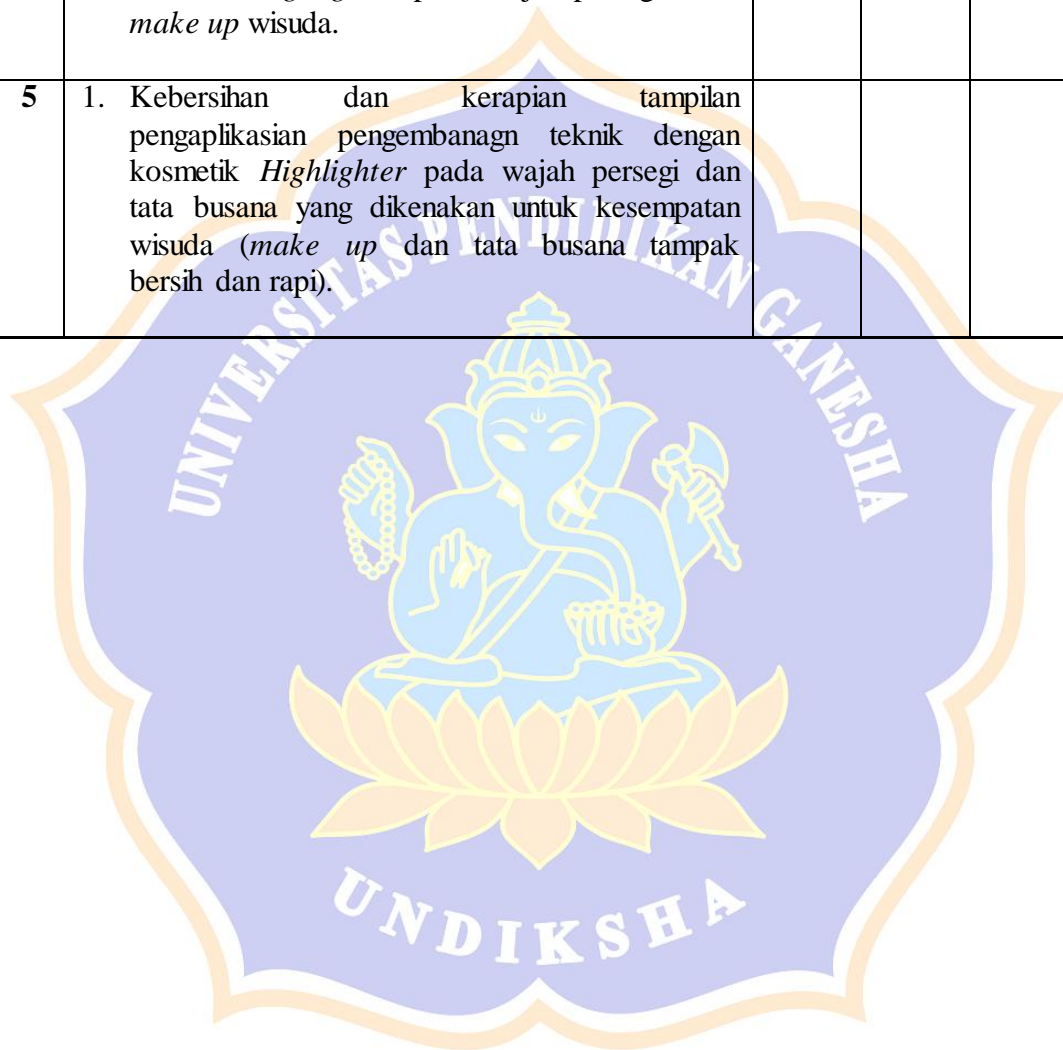 make up wisuda.
5 1. Kebersihan dan kerapian tampilan
pengaplikasian pengembanagn teknik dengan
kosmetik Highlighter pada wajah persegi dan
tata busana yang dikenakan untuk kesempatan
wisuda (make up dan tata busana tampak
bersih dan rapi).
UNIVERSITAS PENDIDIKAN GANESHA
UNDIKSHA